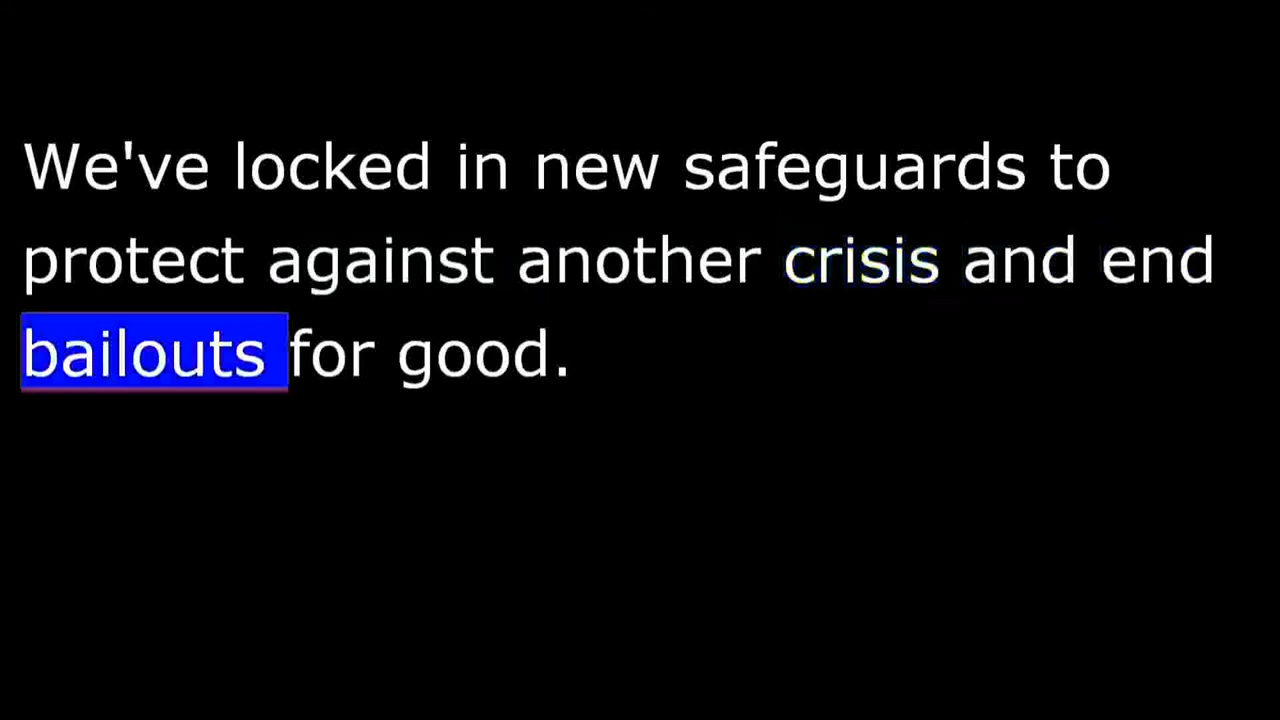 We've locked in new safeguards to
protect against another crisis and end
bailouts for good.